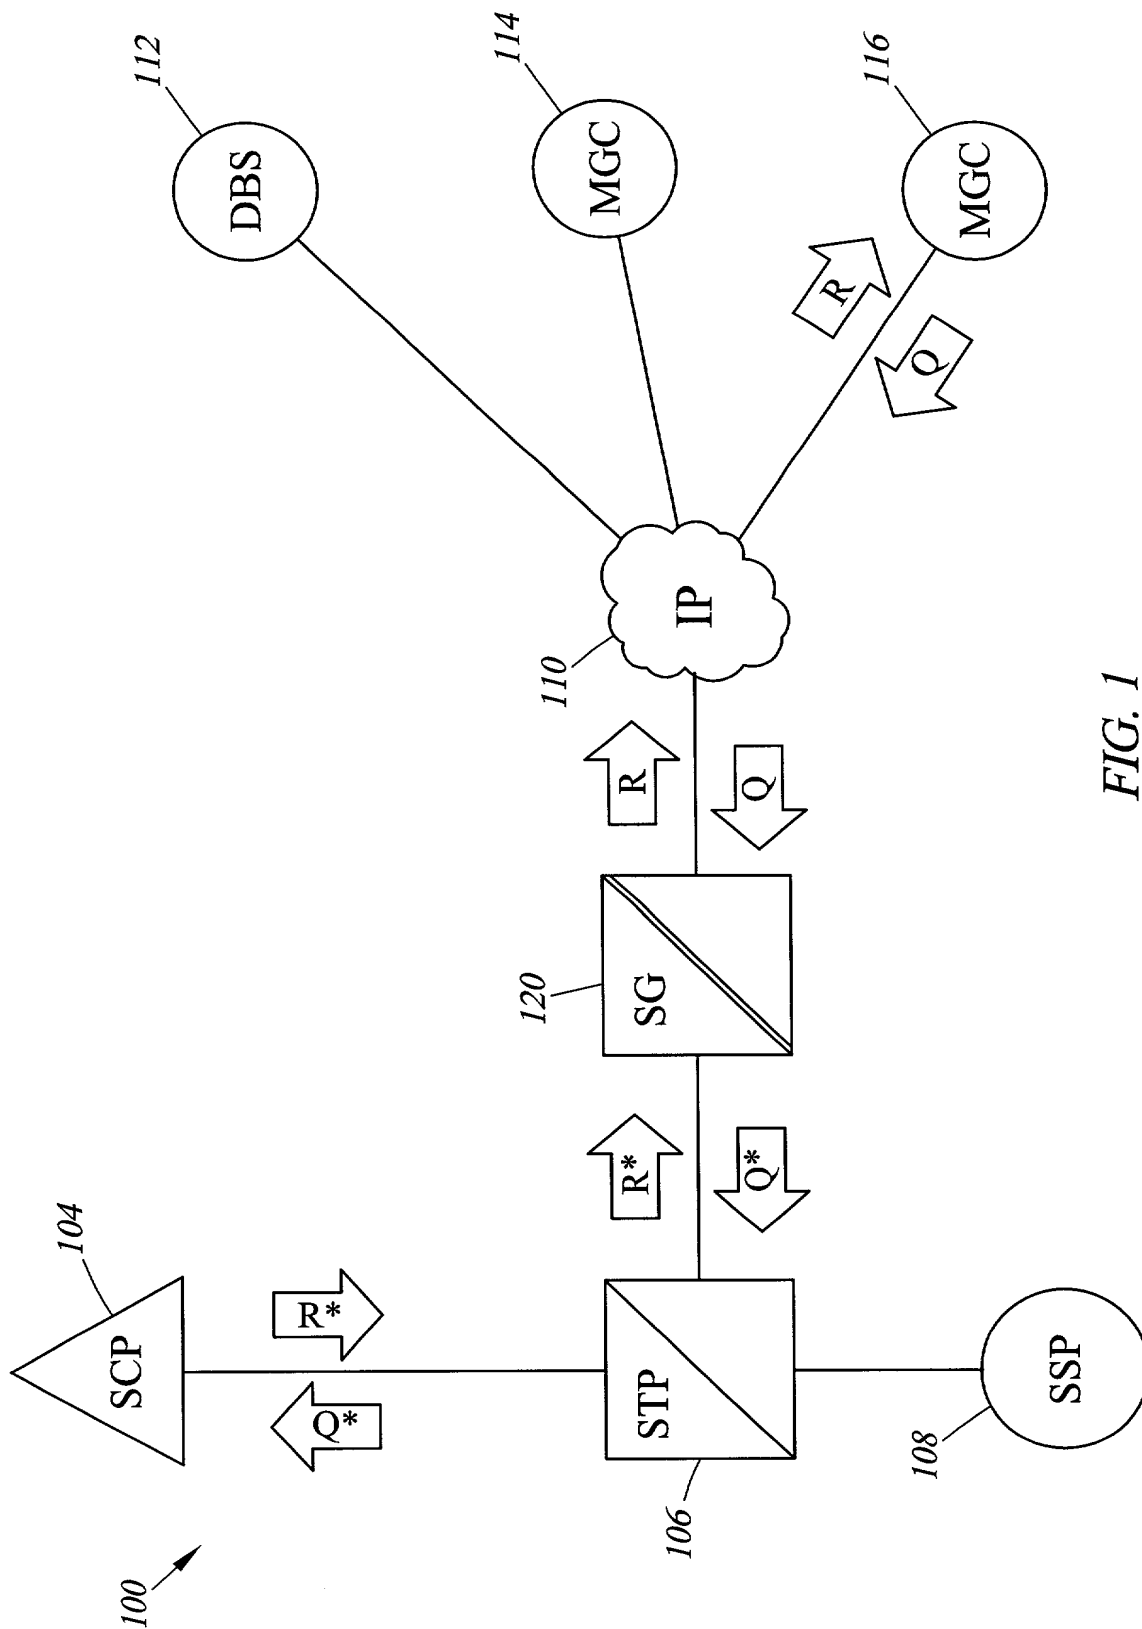 100
104
SCP
Q*
R*
106
STP
108
SSP
R*
Q*
120
SG
R
Q
110
IP
112
DBS
114
MGC
116
MGC
R
Q
FIG. 1